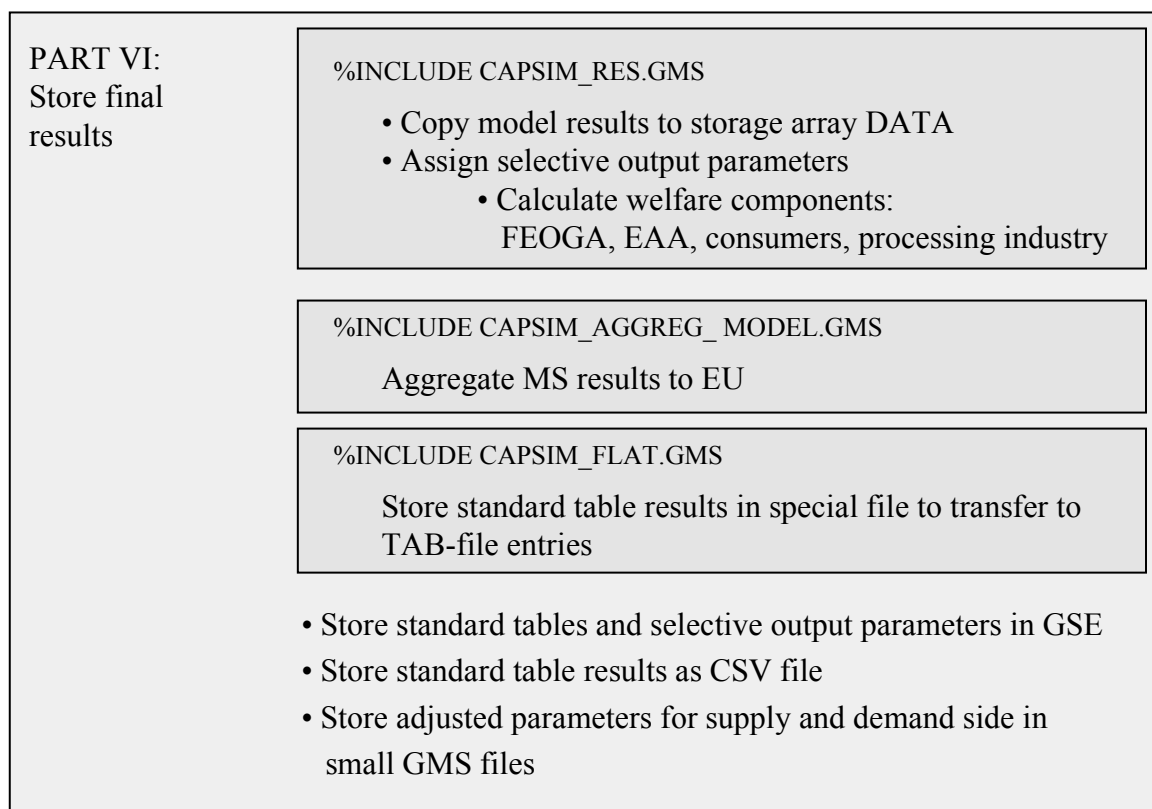 PART VI:
Store final
results
%INCLUDE CAPSIM_RES.GMS
• Copy model results to storage array DATA
• Assign selective output parameters
• Calculate welfare components:
FEOGA, EAA, consumers, processing industry
%INCLUDE CAPSIM_AGGREG_ MODEL.GMS
Aggregate MS results to EU
%INCLUDE CAPSIM_FLAT.GMS
Store standard table results in special file to transfer to
TAB-file entries
• Store standard tables and selective output parameters in GSE
• Store standard table results as CSV file
• Store adjusted parameters for supply and demand side in
small GMS files